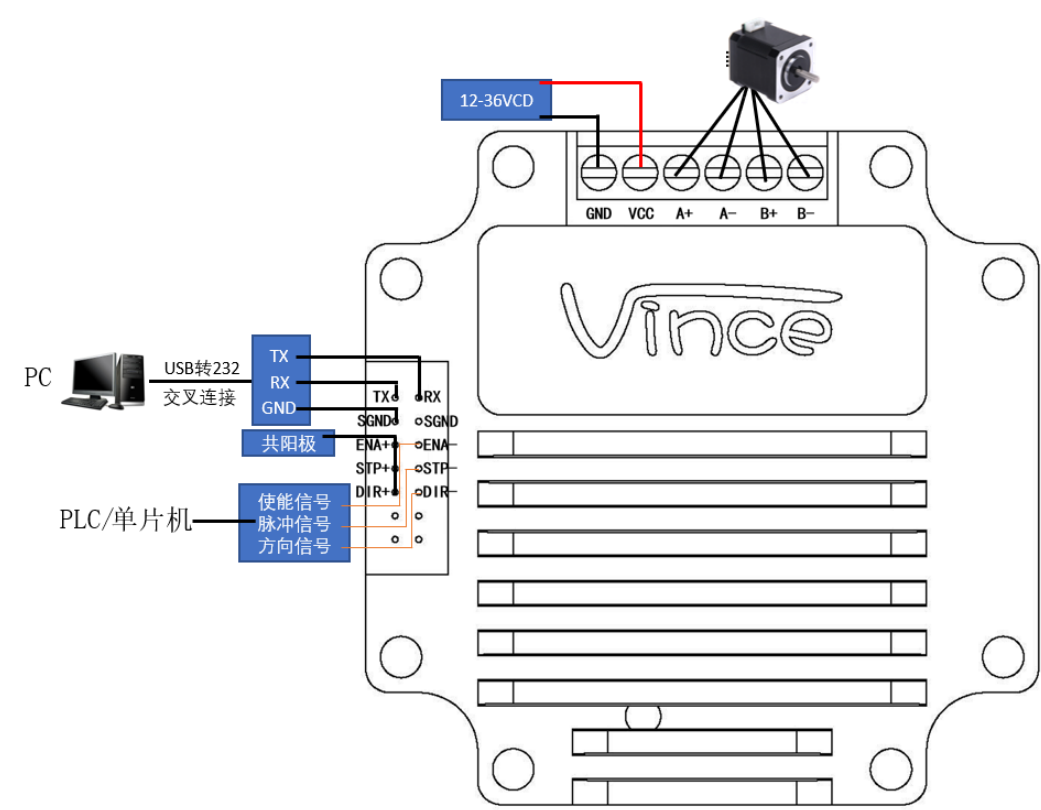 12-36VCD
GND VCC A+ A- B+ B-
Vince
PC
USB转232
交叉连接
TX
RX
GND
TX RX
SGND SGND
共阳极
ENA+ ENA-
STP+ STP-
DIR+ DIR-
PLC/单片机
使能信号
脉冲信号
方向信号